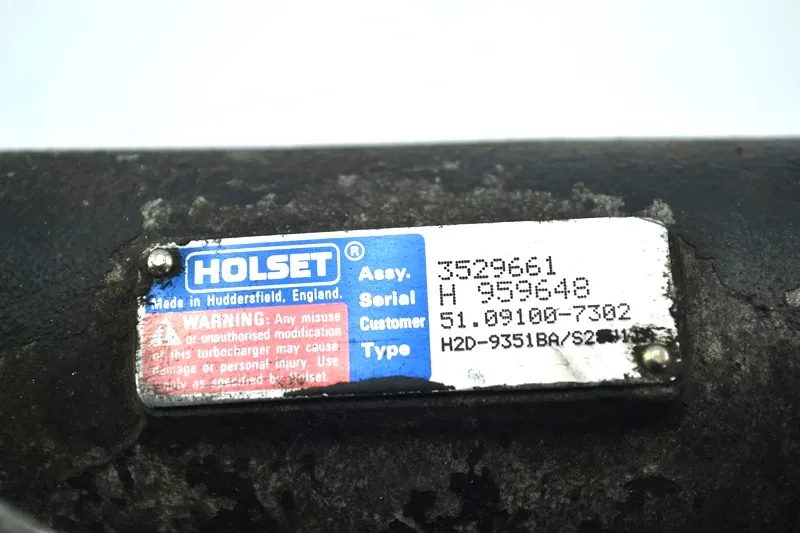 HOLSET®
Made in Huddersfield, England.
WARNING: Any misuse
or unauthorised modification
of this turbocharger may cause
damage or personal injury. Use
only as specified by Holset.
Assy. 3529661
Serial H 959648
Customer 51.09100-7302
Type